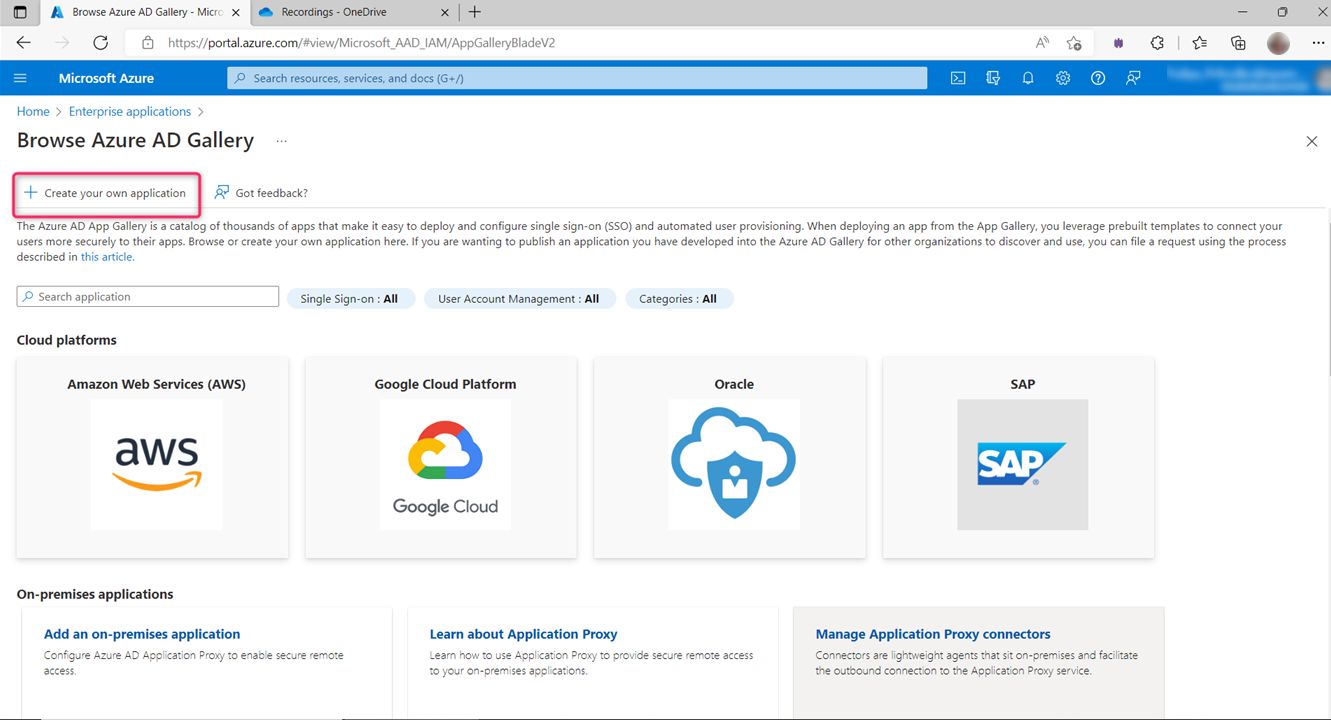 Browse Azure AD Gallery - Micro
Recordings - OneDrive
https://portal.azure.com/#view/Microsoft_AAD_IAM/AppGalleryBladeV2
Microsoft Azure
Search resources, services, and docs (G+/)
Home > Enterprise applications >
Browse Azure AD Gallery ...
+ Create your own application
Got feedback?
The Azure AD App Gallery is a catalog of thousands of apps that make it easy to deploy and configure single sign-on (SSO) and automated user provisioning. When deploying an app from the App Gallery, you leverage prebuilt templates to connect your
users more securely to their apps. Browse or create your own application here. If you are wanting to publish an application you have developed into the Azure AD Gallery for other organizations to discover and use, you can file a request using the process
described in this article.
Search application
Single Sign-on : All
User Account Management : All
Categories : All
Cloud platforms
Amazon Web Services (AWS)
Google Cloud Platform
Oracle
SAP
aws
Google Cloud
SAP®
On-premises applications
Add an on-premises application
Configure Azure AD Application Proxy to enable secure remote
access.
Learn about Application Proxy
Learn how to use Application Proxy to provide secure remote access
to your on-premises applications.
Manage Application Proxy connectors
Connectors are lightweight agents that sit on-premises and facilitate
the outbound connection to the Application Proxy service.